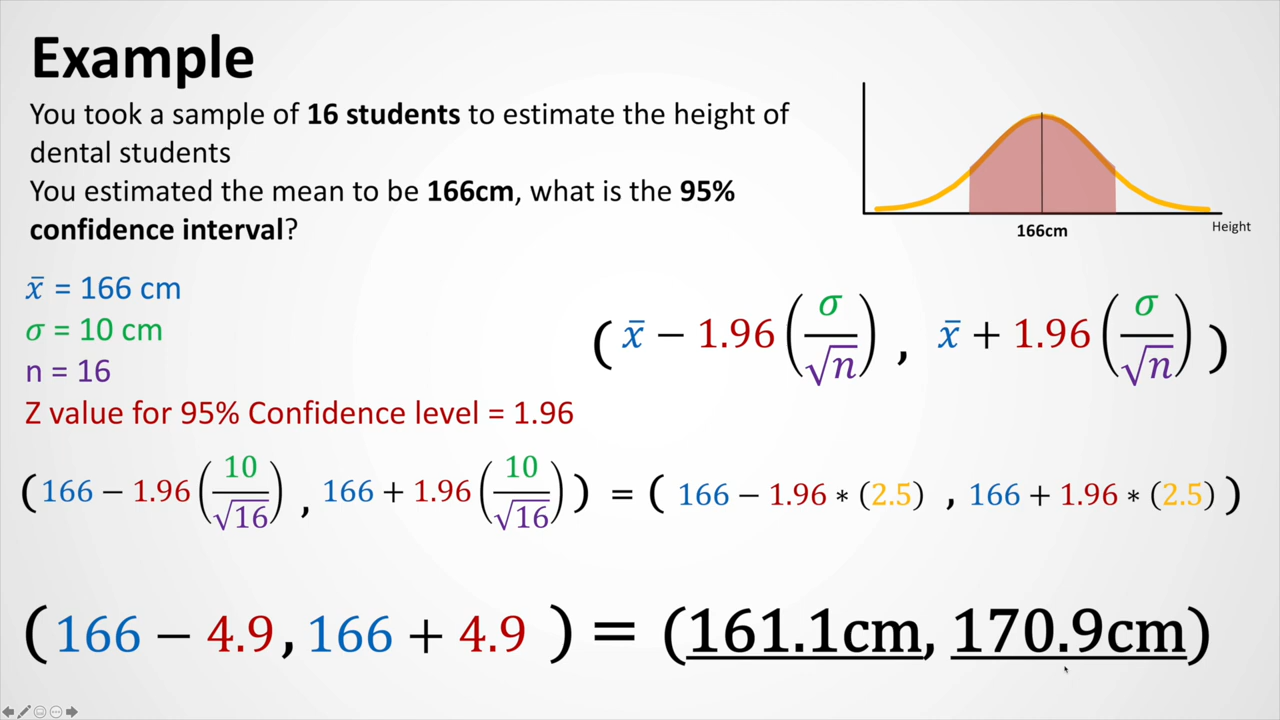 Example
You took a sample of 16 students to estimate the height of
dental students
You estimated the mean to be 166cm, what is the 95%
confidence interval?
166cm
Height
x̄ = 166 cm
σ = 10 cm
n = 16
Z value for 95% Confidence level = 1.96
( x̄ − 1.96 (σ/√n) , x̄ + 1.96 (σ/√n) )
( 166 − 1.96 (10/√16) , 166 + 1.96 (10/√16) ) = ( 166 − 1.96 ∗ (2.5) , 166 + 1.96 ∗ (2.5) )
( 166 − 4.9 , 166 + 4.9 ) = (161.1cm, 170.9cm)